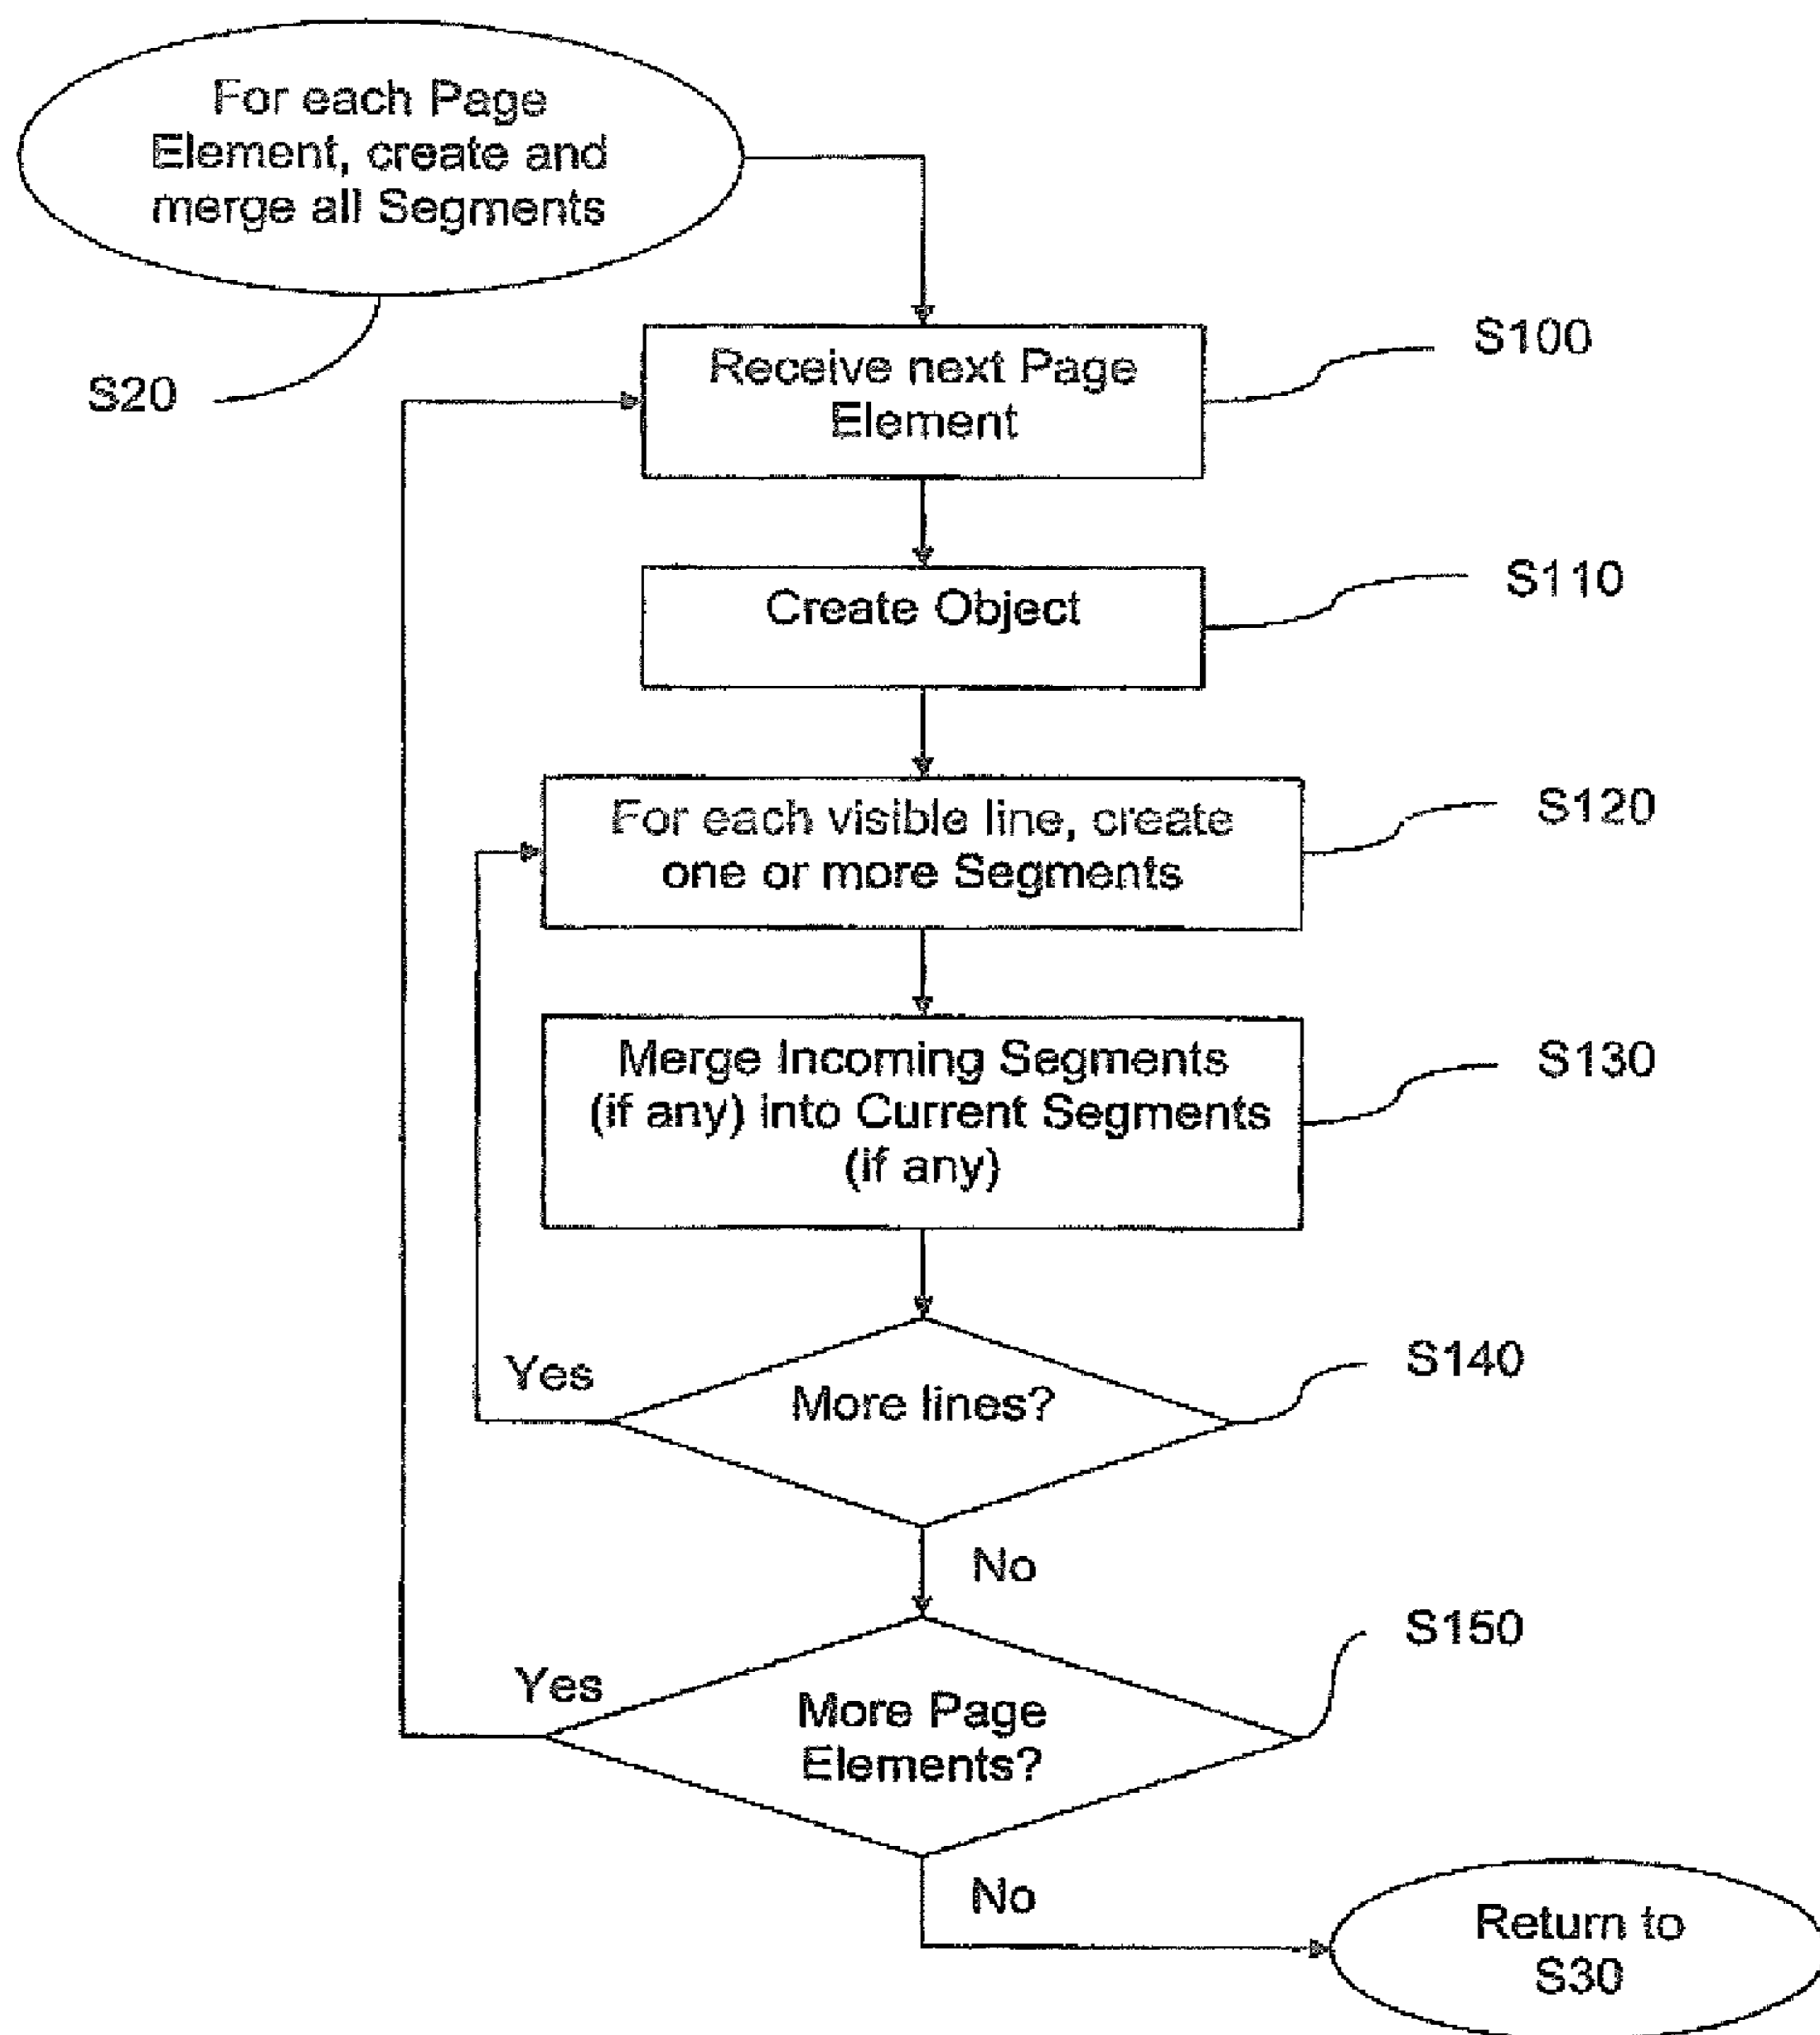 For each Page
Element, create and
merge all Segments
S20
Receive next Page
Element
S100
Create Object
S110
For each visible line, create
one or more Segments
S120
Merge Incoming Segments
(if any) into Current Segments
(if any)
S130
Yes
More lines?
S140
No
Yes
More Page
Elements?
S150
No
Return to
S30